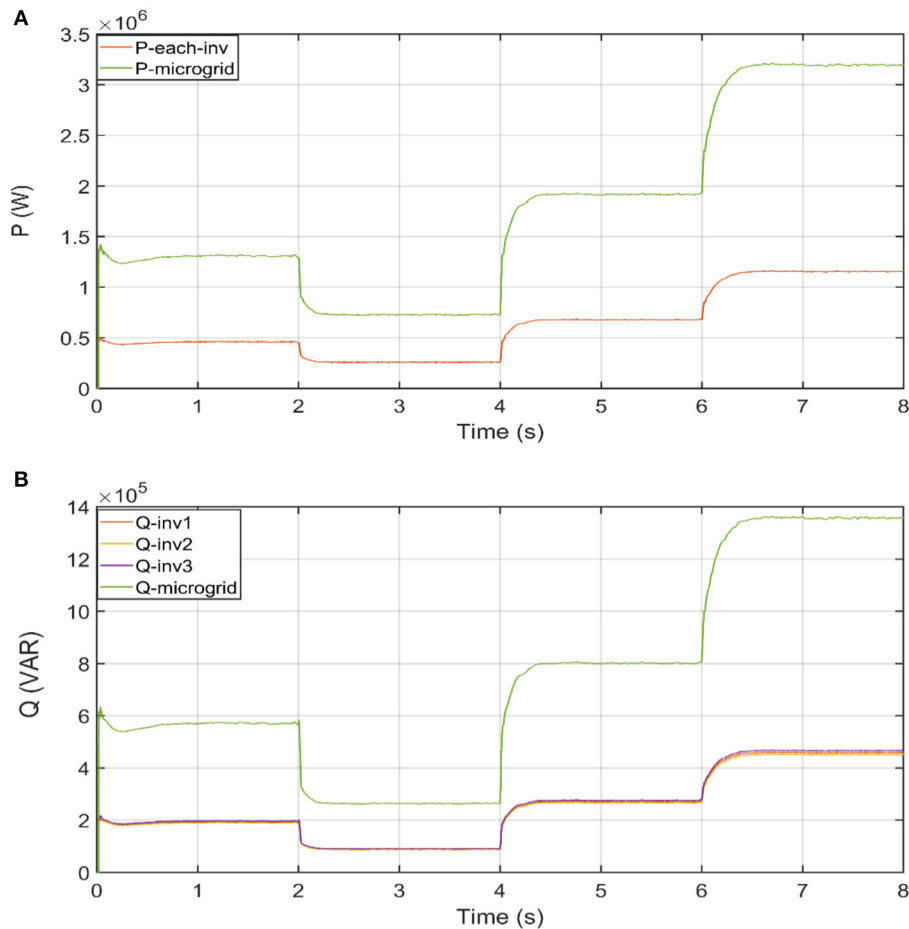 A
×10⁶
3.5
P-each-inv
P-microgrid
3
2.5
2
1.5
1
0.5
0
P (W)
0 1 2 3 4 5 6 7 8
Time (s)
B
×10⁵
14
Q-inv1
Q-inv2
Q-inv3
Q-microgrid
12
10
8
6
4
2
0
Q (VAR)
0 1 2 3 4 5 6 7 8
Time (s)